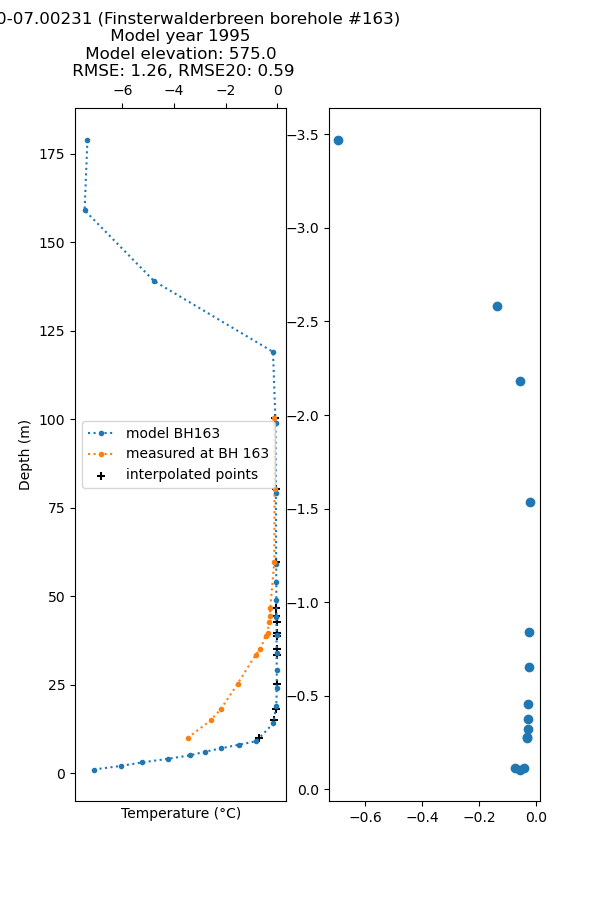 0-07.00231 (Finsterwalderbreen borehole #163)
Model year 1995
Model elevation: 575.0
RMSE: 1.26, RMSE20: 0.59
−6 −4 −2 0
175
150
125
100
75
50
25
0
Depth (m)
model BH163
measured at BH 163
interpolated points
Temperature (°C)
−3.5
−3.0
−2.5
−2.0
−1.5
−1.0
−0.5
0.0
−0.6 −0.4 −0.2 0.0